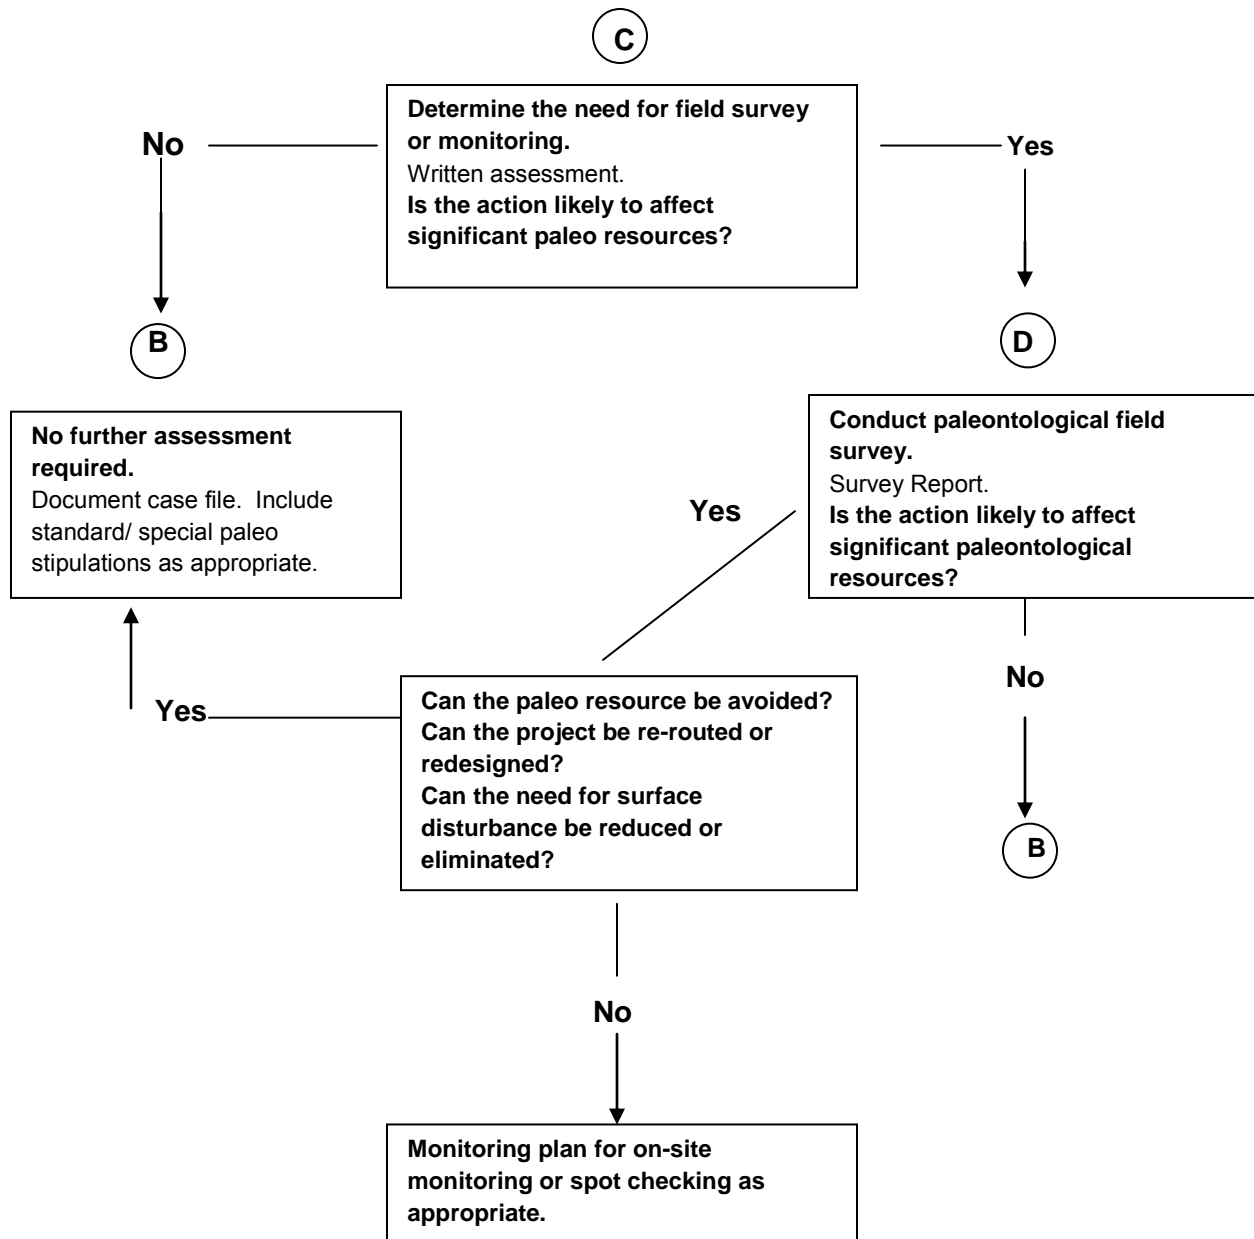 C
Determine the need for field survey
or monitoring.
Written assessment.
Is the action likely to affect
significant paleo resources?
No
Yes
B
D
No further assessment
required.
Document case file.  Include
standard/ special paleo
stipulations as appropriate.
Conduct paleontological field
survey.
Survey Report.
Is the action likely to affect
significant paleontological
resources?
Yes
No
Yes
Can the paleo resource be avoided?
Can the project be re-routed or
redesigned?
Can the need for surface
disturbance be reduced or
eliminated?
B
No
Monitoring plan for on-site
monitoring or spot checking as
appropriate.